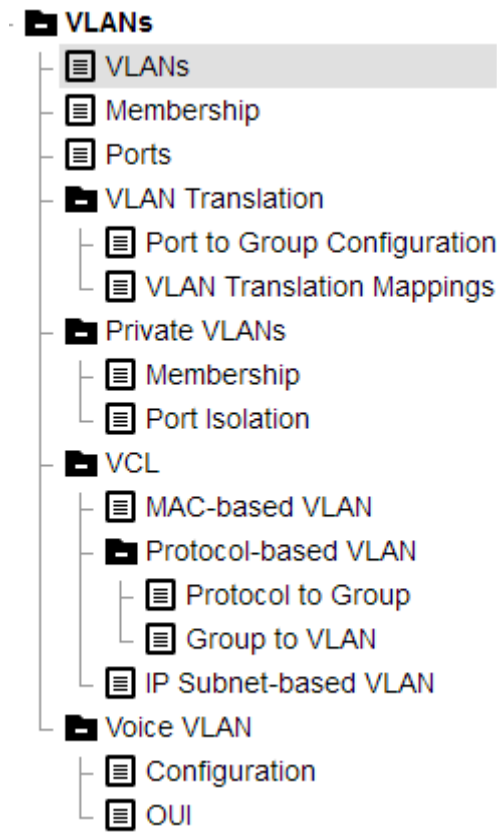 VLANs
VLANs
Membership
Ports
VLAN Translation
Port to Group Configuration
VLAN Translation Mappings
Private VLANs
Membership
Port Isolation
VCL
MAC-based VLAN
Protocol-based VLAN
Protocol to Group
Group to VLAN
IP Subnet-based VLAN
Voice VLAN
Configuration
OUI